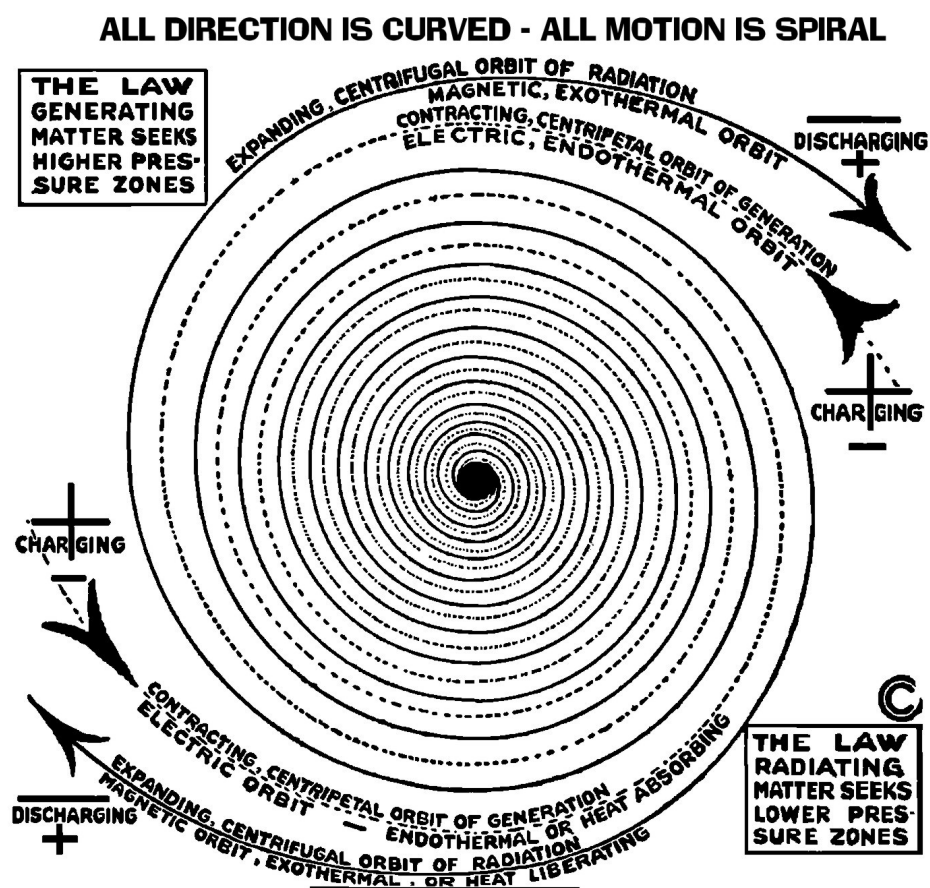 ALL DIRECTION IS CURVED - ALL MOTION IS SPIRAL
THE LAW
GENERATING
MATTER SEEKS
HIGHER PRES-
SURE ZONES
EXPANDING, CENTRIFUGAL ORBIT OF RADIATION
MAGNETIC, EXOTHERMAL ORBIT
CONTRACTING, CENTRIPETAL ORBIT OF GENERATION
ELECTRIC, ENDOTHERMAL ORBIT
DISCHARGING
+
CHARGING
–
CHARGING
–
CONTRACTING, CENTRIPETAL ORBIT OF GENERATION –
ELECTRIC ORBIT – ENDOTHERMAL OR HEAT ABSORBING
EXPANDING, CENTRIFUGAL ORBIT OF RADIATION
MAGNETIC ORBIT, EXOTHERMAL, OR HEAT LIBERATING
DISCHARGING
+
©
THE LAW
RADIATING
MATTER SEEKS
LOWER PRES-
SURE ZONES